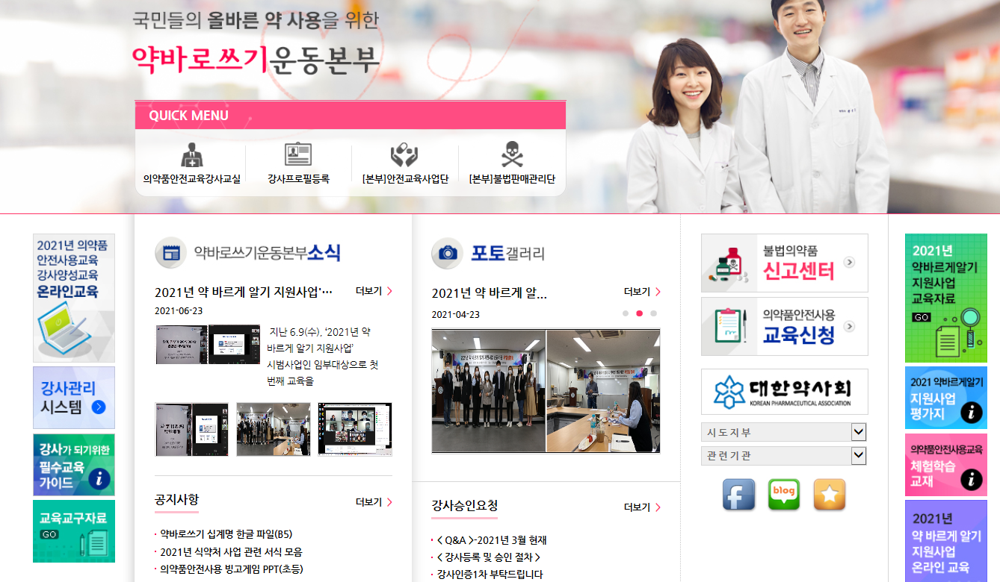 국민들의 올바른 약 사용을 위한
약바로쓰기운동본부
QUICK MENU
의약품안전교육강사교실
강사프로필등록
[본부]안전교육사업단
[본부]불법판매관리단
2021년 의약품
안전사용교육
강사양성교육
온라인교육
강사관리
시스템
강사가 되기위한
필수교육
가이드
교육교구자료
GO
약바로쓰기운동본부소식
2021년 약 바르게 알기 지원사업'…
더보기
2021-06-23
지난 6.9(수), ‘2021년 약
바르게 알기 지원사업’
시범사업인 임부대상으로 첫
번째 교육을
공지사항
더보기
약바로쓰기 십계명 한글 파일(B5)
2021년 식약처 사업 관련 서식 모음
의약품안전사용 빙고게임 PPT(초등)
포토갤러리
2021년 약 바르게 알...
더보기
2021-04-23
강사승인요청
더보기
< Q&A >-2021년 3월 현재
< 강사등록 및 승인 절차 >
강사인증1차 부탁드립니다
불법의약품
신고센터
의약품안전사용
교육신청
대한약사회
KOREAN PHARMACEUTICAL ASSOCIATION
시도지부
관련기관
f
blog
2021년
약바르게알기
지원사업
교육자료
GO
2021 약바르게알기
지원사업
평가지
의약품안전사용교육
체험학습
교재
2021년
약 바르게 알기
지원사업
온라인 교육